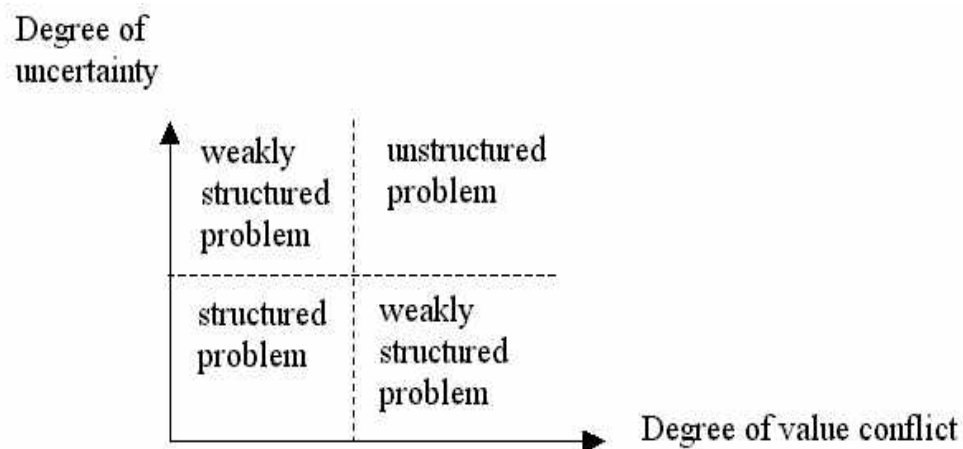 Degree of
uncertainty
weakly
structured
problem
unstructured
problem
structured
problem
weakly
structured
problem
Degree of value conflict